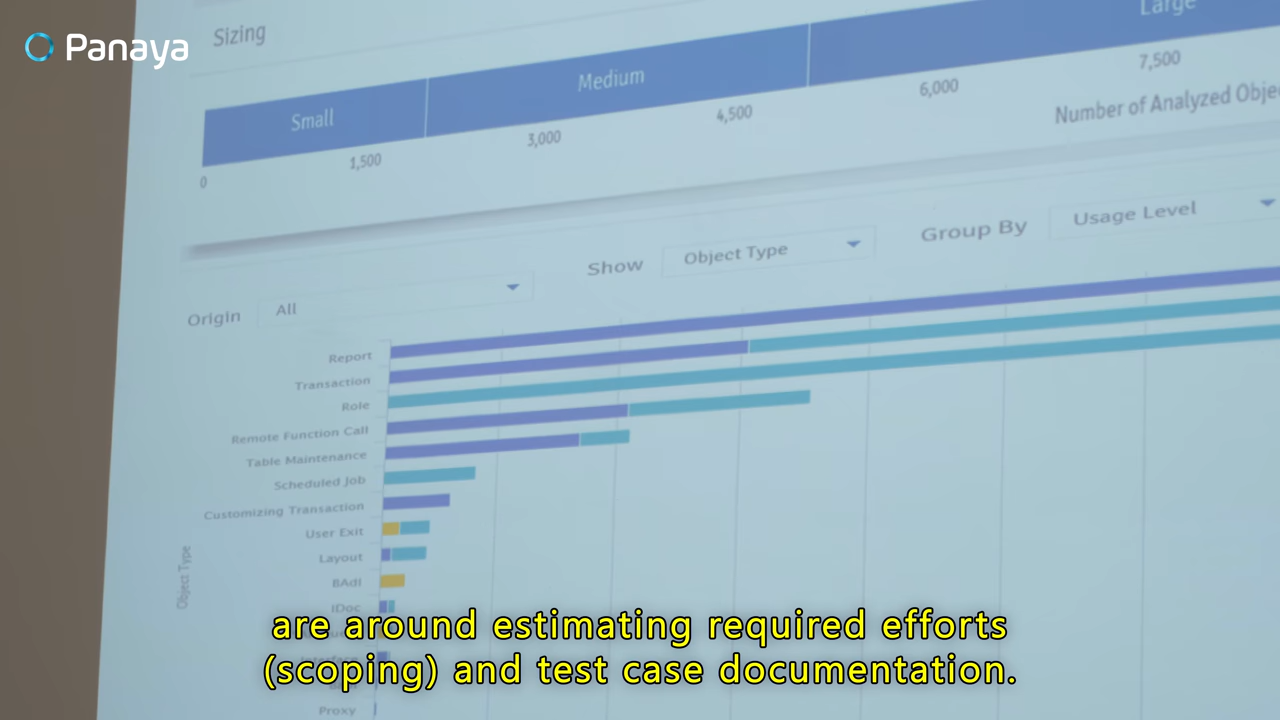 Panaya
Sizing
Small
Medium
Large
0
1,500
3,000
4,500
6,000
7,500
Number of Analyzed
Origin
All
Show
Object Type
Group By
Usage Level
Report
Transaction
Role
Remote Function Call
Table Maintenance
Scheduled Job
Customizing Transaction
User Exit
Layout
BAdI
IDoc
Proxy
Object Type
are around estimating required efforts
(scoping) and test case documentation.